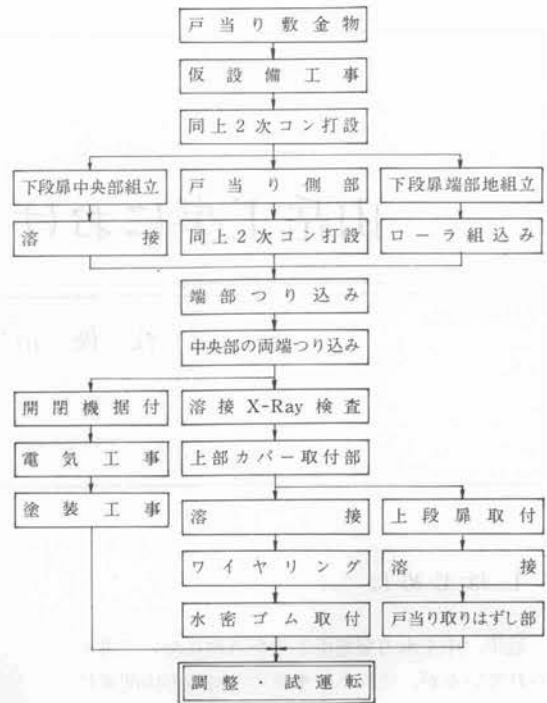 戸当り敷金物
仮設備工事
同上2次コン打設
下段扉中央部組立
戸当り側部
下段扉端部地組立
溶接
同上2次コン打設
ローラ組込み
端部つり込み
中央部の両端つり込み
開閉機据付
溶接X-Ray検査
電気工事
上部カバー取付部
塗装工事
溶接
上段扉取付
ワイヤリング
溶接
水密ゴム取付
戸当り取りはずし部
調整・試運転